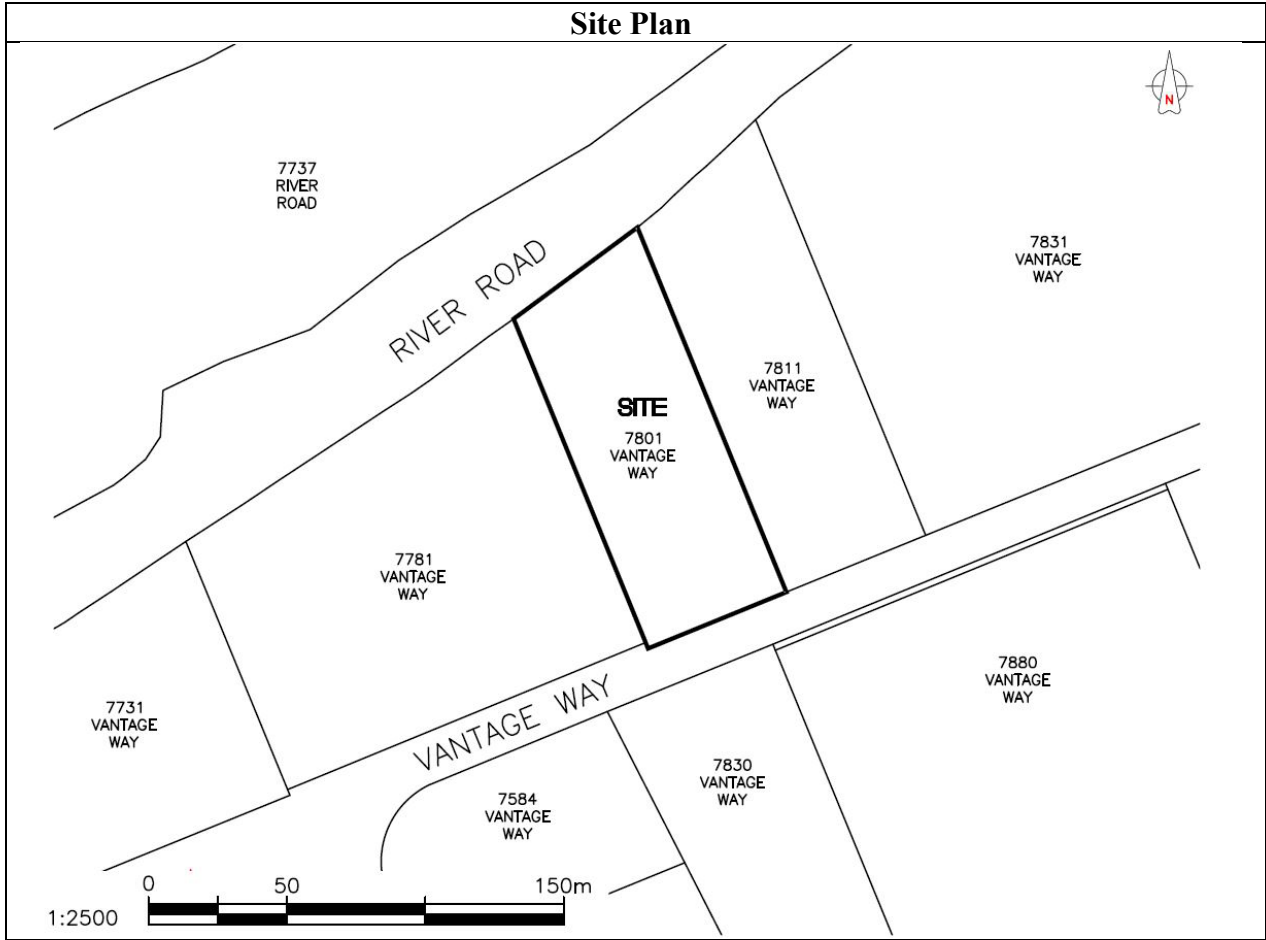 Site Plan
N
7737
RIVER
ROAD
RIVER ROAD
7831
VANTAGE
WAY
7811
VANTAGE
WAY
SITE
7801
VANTAGE
WAY
7781
VANTAGE
WAY
7731
VANTAGE
WAY
VANTAGE WAY
7880
VANTAGE
WAY
7830
VANTAGE
WAY
7584
VANTAGE
WAY
0 50 150m
1:2500